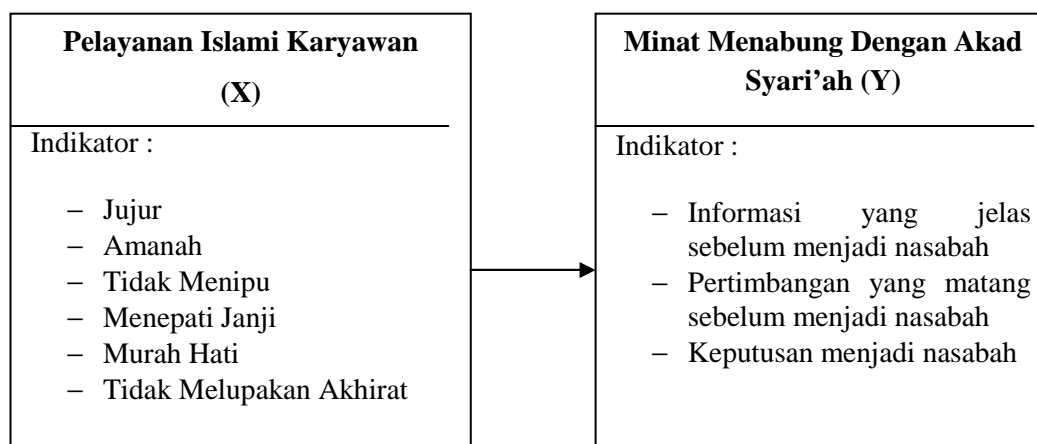 Pelayanan Islami Karyawan
(X)
Indikator :
– Jujur
– Amanah
– Tidak Menipu
– Menepati Janji
– Murah Hati
– Tidak Melupakan Akhirat
Minat Menabung Dengan Akad
Syari’ah (Y)
Indikator :
– Informasi yang jelas
sebelum menjadi nasabah
– Pertimbangan yang matang
sebelum menjadi nasabah
– Keputusan menjadi nasabah